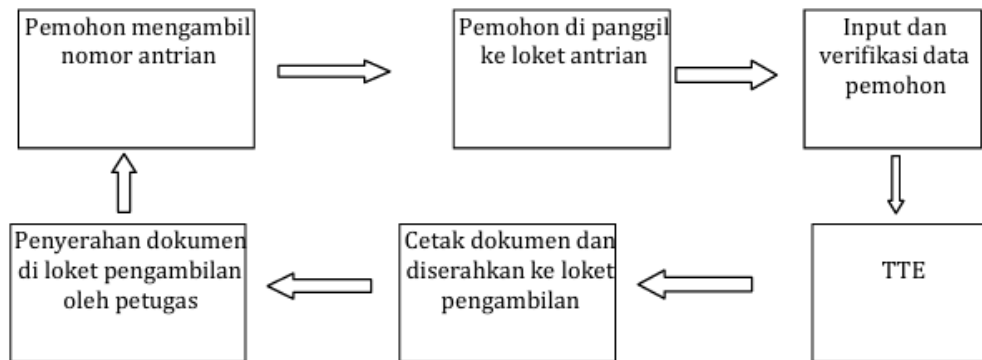 Pemohon mengambil
nomor antrian
Pemohon di panggil
ke loket antrian
Input dan
verifikasi data
pemohon
Penyerahan dokumen
di loket pengambilan
oleh petugas
Cetak dokumen dan
diserahkan ke loket
pengambilan
TTE